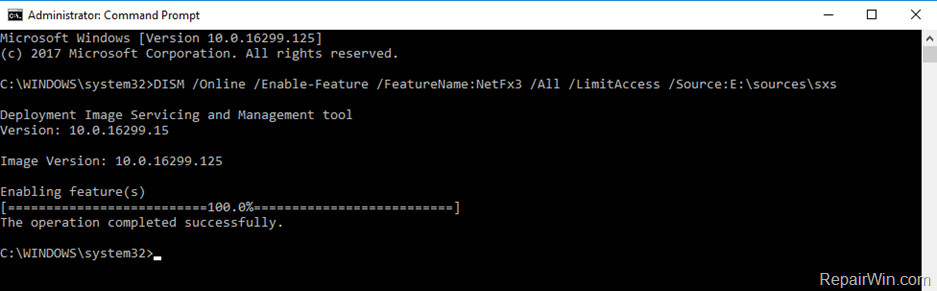 Administrator: Command Prompt
Microsoft Windows [Version 10.0.16299.125]
(c) 2017 Microsoft Corporation. All rights reserved.
C:\WINDOWS\system32>DISM /Online /Enable-Feature /FeatureName:NetFx3 /All /LimitAccess /Source:E:\sources\sxs
Deployment Image Servicing and Management tool
Version: 10.0.16299.15
Image Version: 10.0.16299.125
Enabling feature(s)
[==========================100.0%==========================]
The operation completed successfully.
C:\WINDOWS\system32>
RepairWin.com